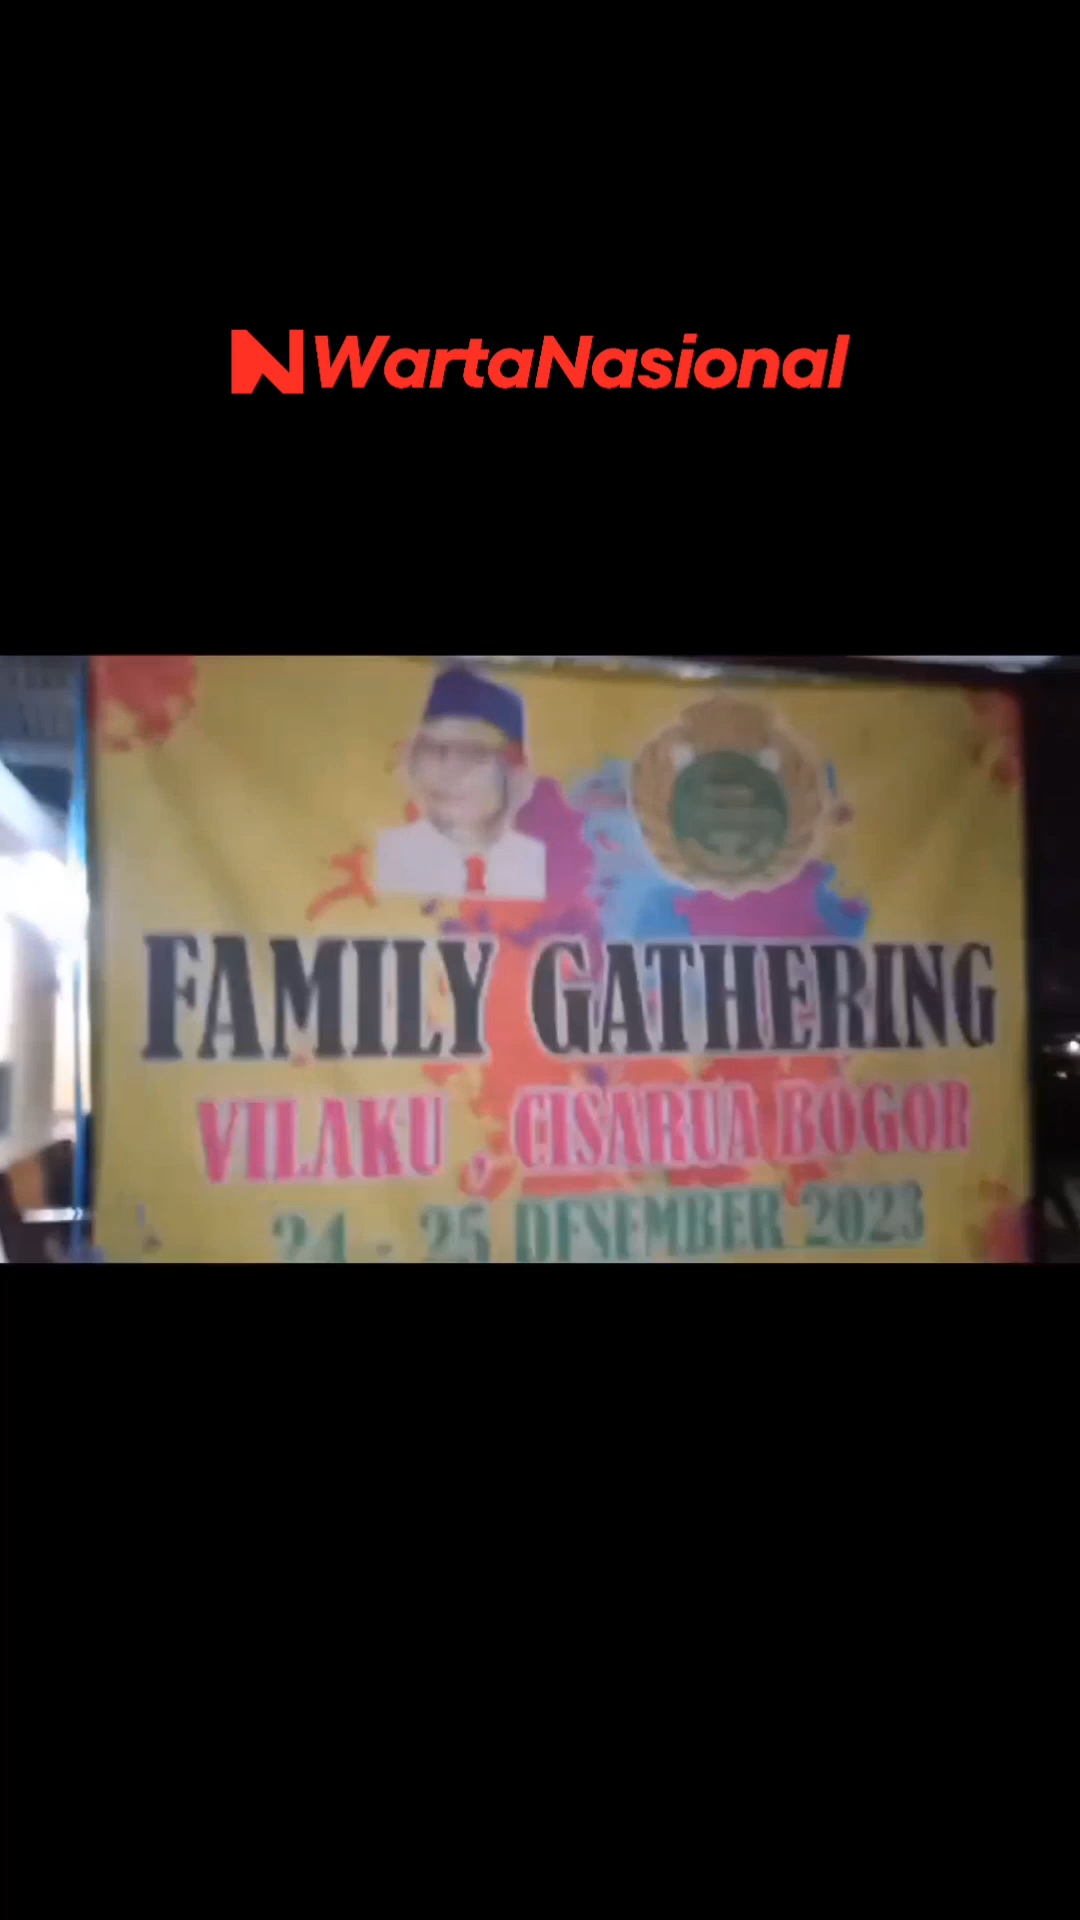 WartaNasional
FAMILY GATHERING
VILAKU , CISARUA BOGOR
24 - 25 DESEMBER 2023